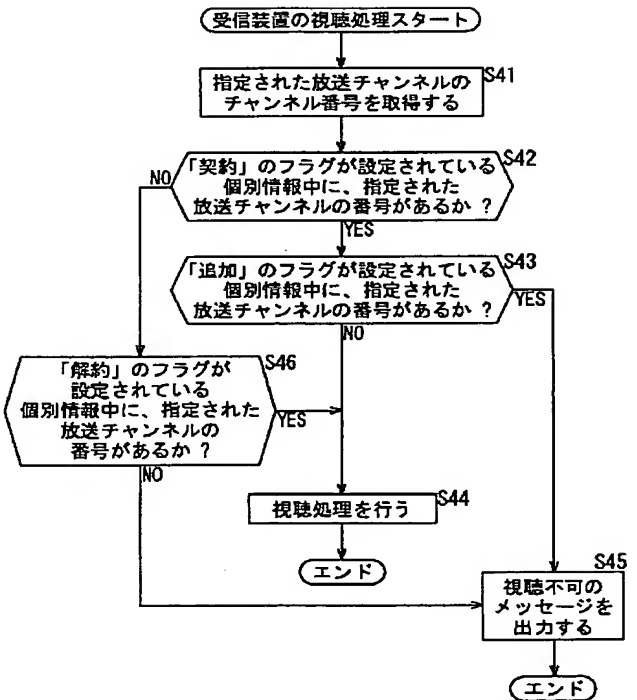 受信装置の視聴処理スタート
指定された放送チャンネルの
チャンネル番号を取得する
S41
「契約」のフラグが設定されている
個別情報中に、指定された
放送チャンネルの番号があるか ?
S42
NO
YES
「追加」のフラグが設定されている
個別情報中に、指定された
放送チャンネルの番号があるか ?
S43
YES
NO
「解約」のフラグが
設定されている
個別情報中に、指定された
放送チャンネルの
番号があるか ?
S46
YES
NO
視聴処理を行う
S44
エンド
S45
視聴不可の
メッセージを
出力する
エンド